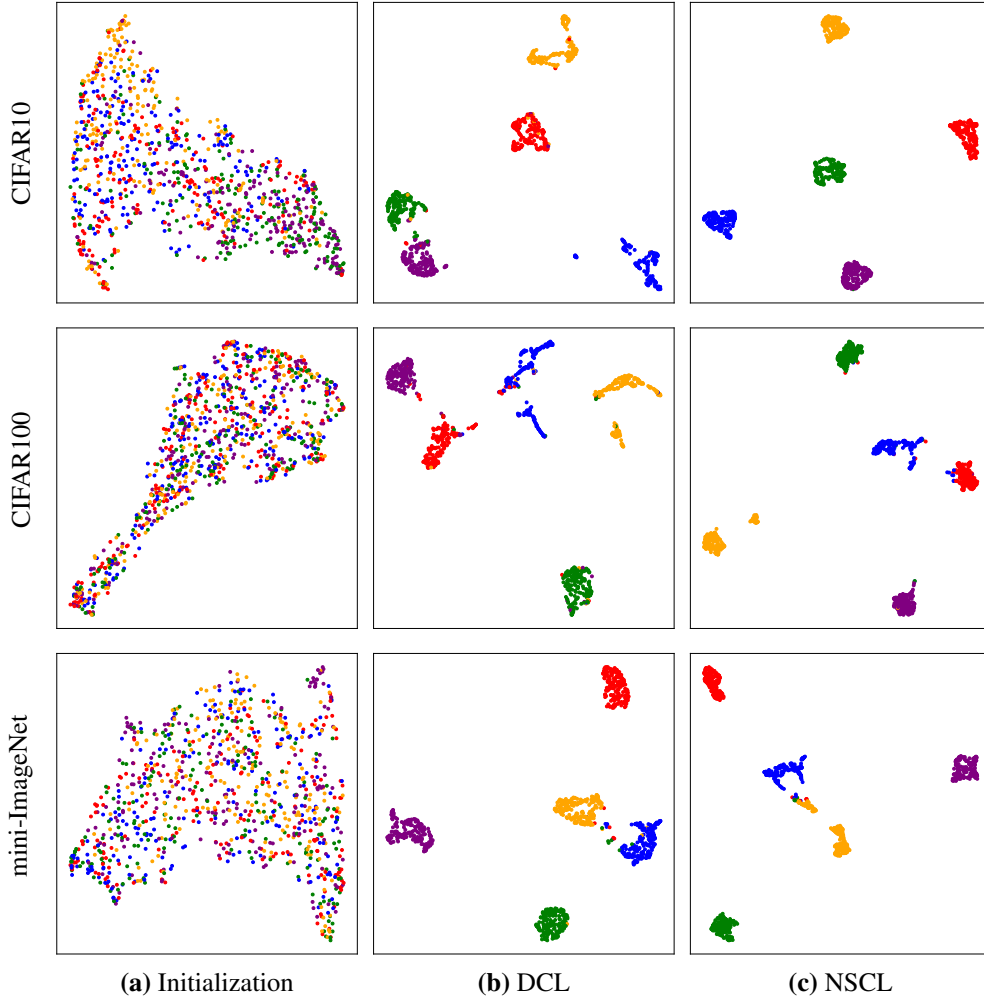 CIFAR10
CIFAR100
mini-ImageNet
(a) Initialization
(b) DCL
(c) NSCL